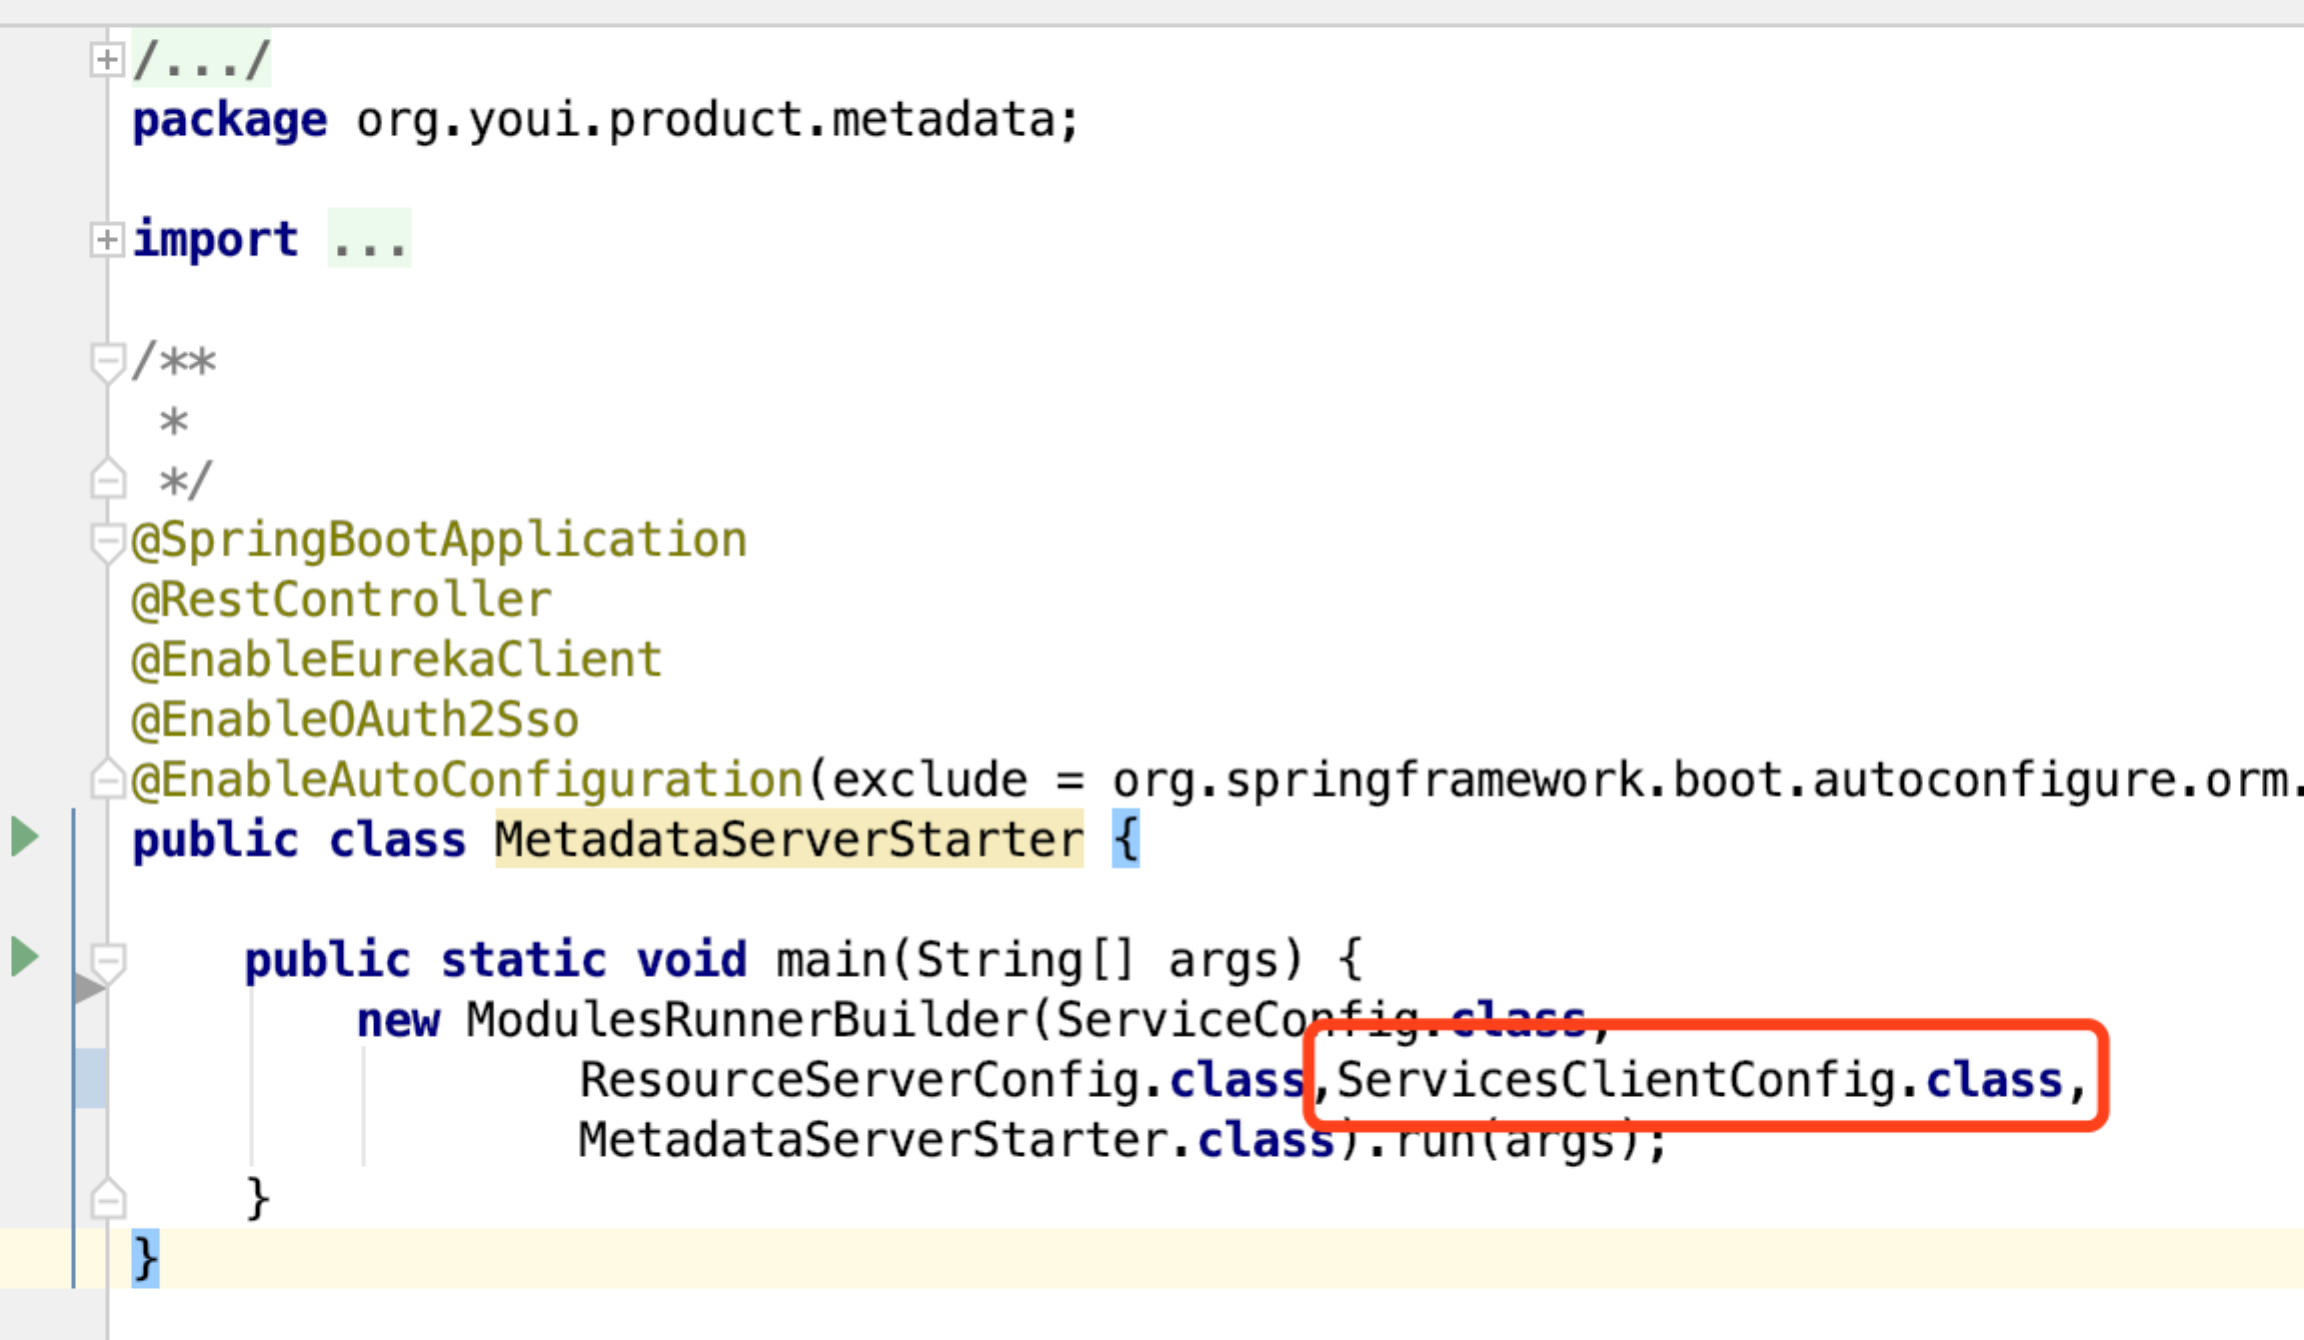 /.../
package org.youi.product.metadata;
import ...
/**
*
*/
@SpringBootApplication
@RestController
@EnableEurekaClient
@EnableOAuth2Sso
@EnableAutoConfiguration(exclude = org.springframework.boot.autoconfigure.orm.
public class MetadataServerStarter {
public static void main(String[] args) {
new ModulesRunnerBuilder(ServiceConfig.class,
ResourceServerConfig.class,ServicesClientConfig.class,
MetadataServerStarter.class).run(args);
}
}